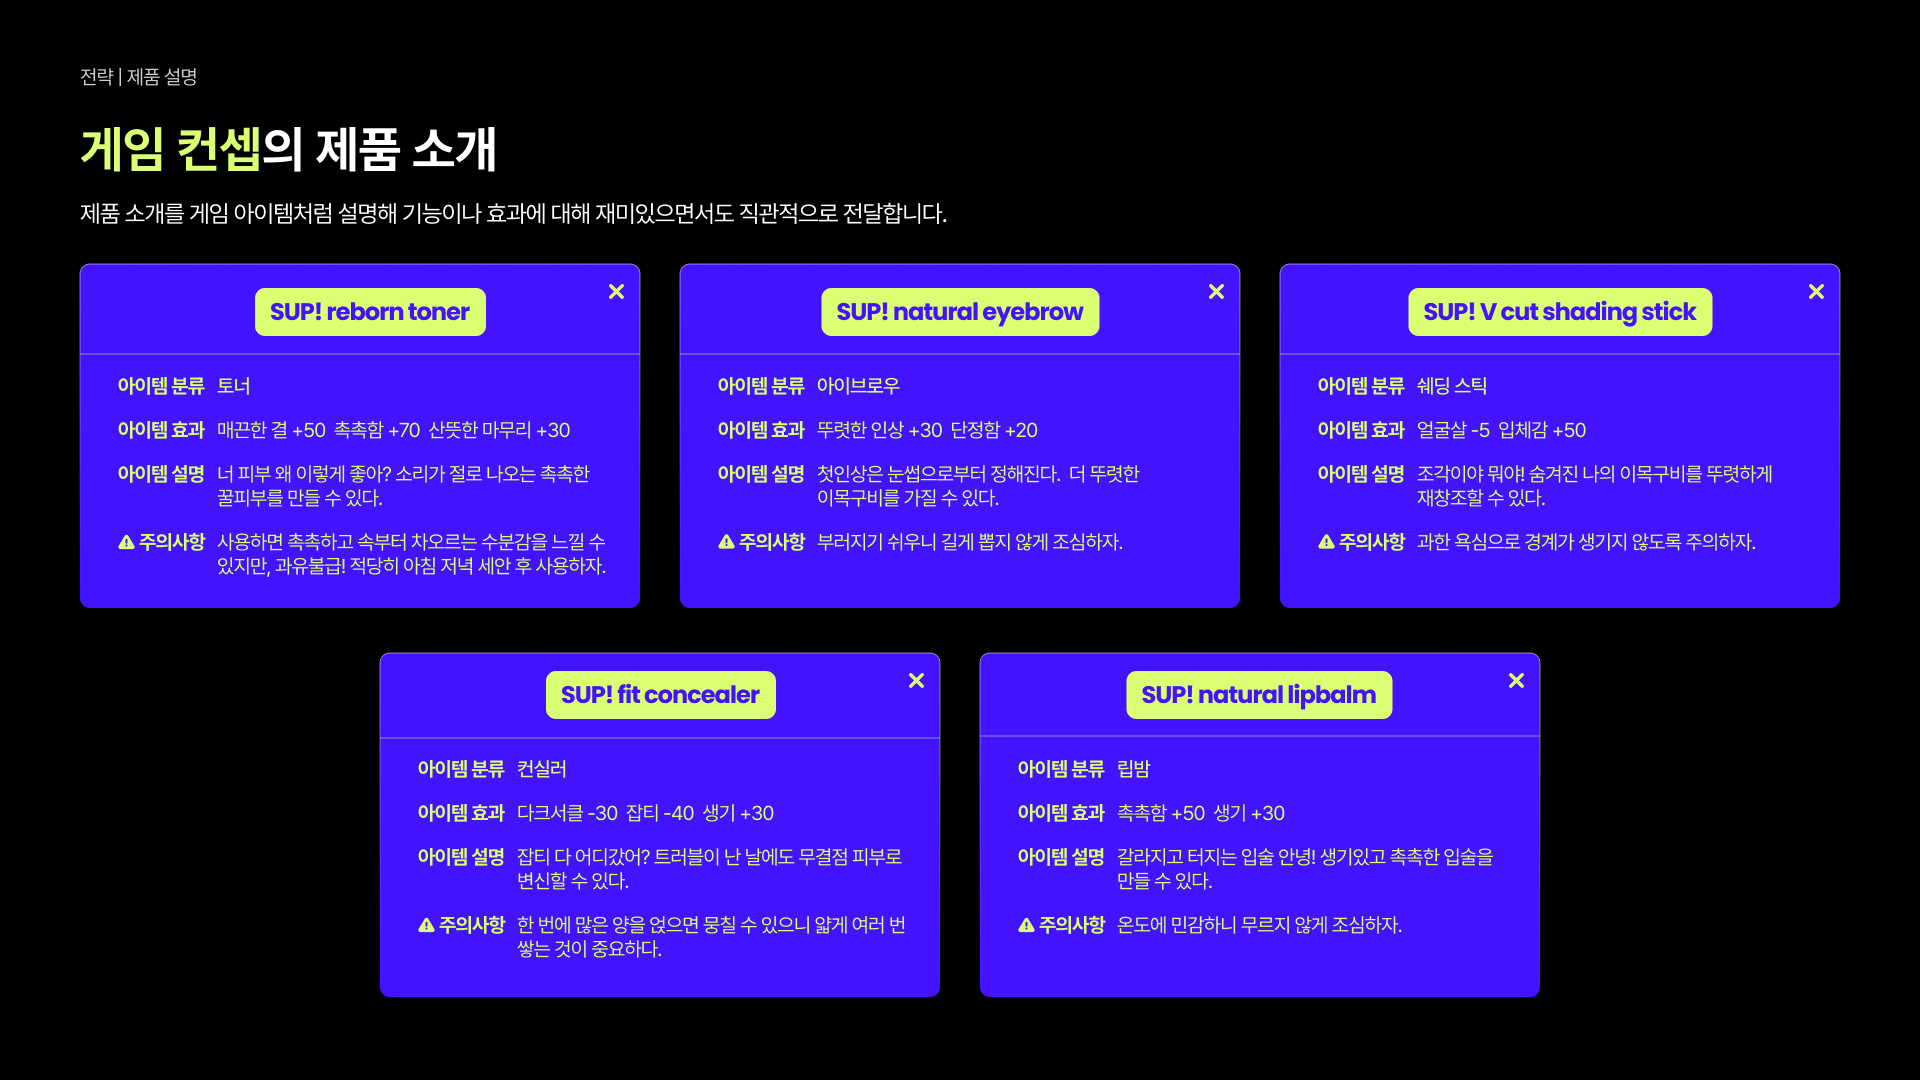 전략 | 제품 설명
게임 컨셉의 제품 소개
제품 소개를 게임 아이템처럼 설명해 기능이나 효과에 대해 재미있으면서도 직관적으로 전달합니다.
SUP! reborn toner
아이템 분류 토너
아이템 효과 매끈한 결 +50 촉촉함 +70 산뜻한 마무리 +30
아이템 설명 너 피부 왜 이렇게 좋아? 소리가 절로 나오는 촉촉한
꿀피부를 만들 수 있다.
주의사항 사용하면 촉촉하고 속부터 차오르는 수분감을 느낄 수
있지만, 과유불급! 적당히 아침 저녁 세안 후 사용하자.
SUP! natural eyebrow
아이템 분류 아이브로우
아이템 효과 뚜렷한 인상 +30 단정함 +20
아이템 설명 첫인상은 눈썹으로부터 정해진다. 더 뚜렷한
이목구비를 가질 수 있다.
주의사항 부러지기 쉬우니 길게 뽑지 않게 조심하자.
SUP! V cut shading stick
아이템 분류 쉐딩 스틱
아이템 효과 얼굴살 -5 입체감 +50
아이템 설명 조각이야 뭐야! 숨겨진 나의 이목구비를 뚜렷하게
재창조할 수 있다.
주의사항 과한 욕심으로 경계가 생기지 않도록 주의하자.
SUP! fit concealer
아이템 분류 컨실러
아이템 효과 다크서클 -30 잡티 -40 생기 +30
아이템 설명 잡티 다 어디갔어? 트러블이 난 날에도 무결점 피부로
변신할 수 있다.
주의사항 한 번에 많은 양을 얹으면 뭉칠 수 있으니 얇게 여러 번
쌓는 것이 중요하다.
SUP! natural lipbalm
아이템 분류 립밤
아이템 효과 촉촉함 +50 생기 +30
아이템 설명 갈라지고 터지는 입술 안녕! 생기있고 촉촉한 입술을
만들 수 있다.
주의사항 온도에 민감하니 무르지 않게 조심하자.